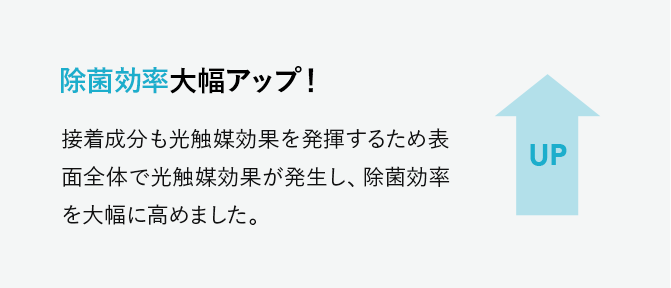 除菌効率大幅アップ！
接着成分も光触媒効果を発揮するため表
面全体で光触媒効果が発生し、除菌効率
を大幅に高めました。
UP